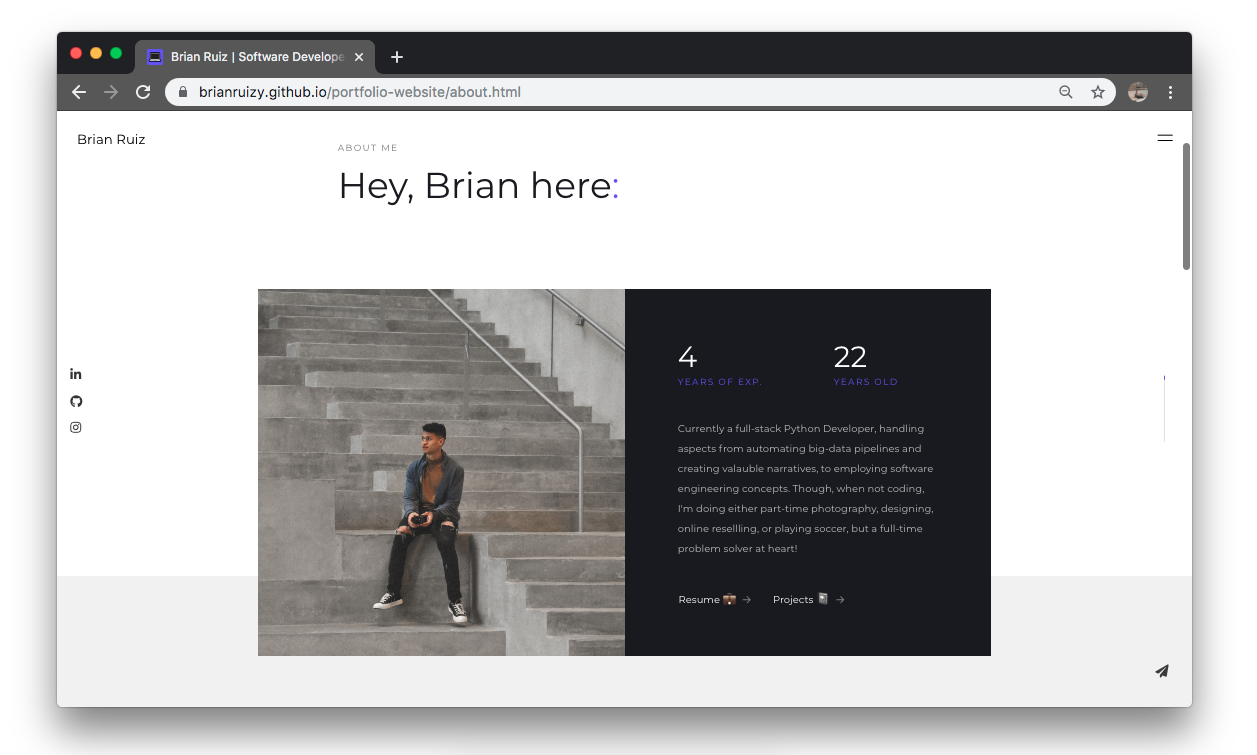 Brian Ruiz | Software Develope
brianruizy.github.io/portfolio-website/about.html
Brian Ruiz
ABOUT ME
Hey, Brian here:
4
YEARS OF EXP.
22
YEARS OLD
Currently a full-stack Python Developer, handling
aspects from automating big-data pipelines and
creating valauble narratives, to employing software
engineering concepts. Though, when not coding,
I'm doing either part-time photography, designing,
online resellling, or playing soccer, but a full-time
problem solver at heart!
in
Resume 💼 → Projects 📓 →